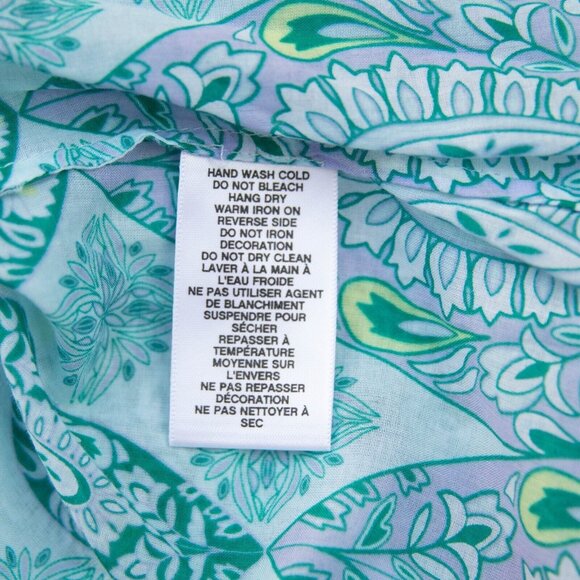 HAND WASH COLD
DO NOT BLEACH
HANG DRY
WARM IRON ON
REVERSE SIDE
DO NOT IRON
DECORATION
DO NOT DRY CLEAN
LAVER À LA MAIN À
L'EAU FROIDE
NE PAS UTILISER AGENT
DE BLANCHIMENT
SUSPENDRE POUR
SÉCHER
REPASSER À
TEMPÉRATURE
MOYENNE SUR
L'ENVERS
NE PAS REPASSER
DÉCORATION
NE PAS NETTOYER À
SEC